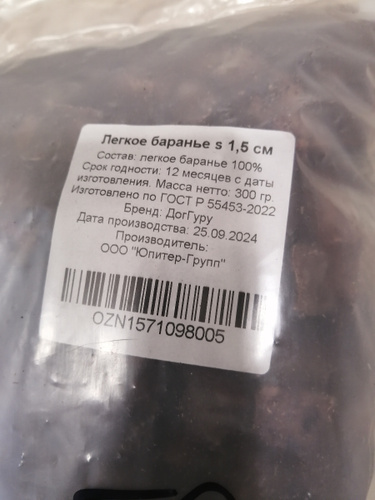 Легкое баранье s 1,5 см
Состав: легкое баранье 100%
Срок годности: 12 месяцев с даты
изготовления. Масса нетто: 300 гр.
Изготовлено по ГОСТ Р 55453-2022
Бренд: ДогГуру
Дата производства: 25.09.2024
Производитель:
ООО "Юпитер-Групп"
OZN1571098005